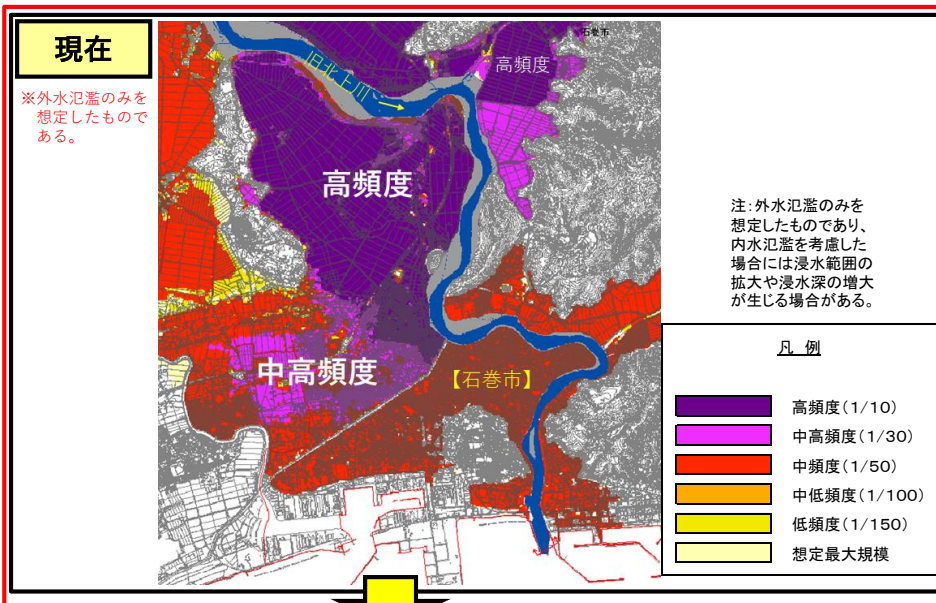 現在
※外水氾濫のみを
想定したもので
ある。
石巻市
高頻度
旧北上川
高頻度
中高頻度
【石巻市】
注:外水氾濫のみを
想定したものであり、
内水氾濫を考慮した
場合には浸水範囲の
拡大や浸水深の増大
が生じる場合がある。
凡 例
高頻度(1/10)
中高頻度(1/30)
中頻度(1/50)
中低頻度(1/100)
低頻度(1/150)
想定最大規模